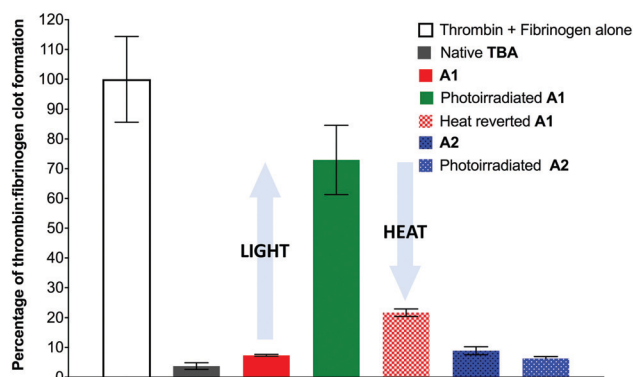 Percentage of thrombin:fibrinogen clot formation
120
110
100
90
80
70
60
50
40
30
20
10
0
LIGHT
HEAT
Thrombin + Fibrinogen alone
Native TBA
A1
Photoirradiated A1
Heat reverted A1
A2
Photoirradiated A2